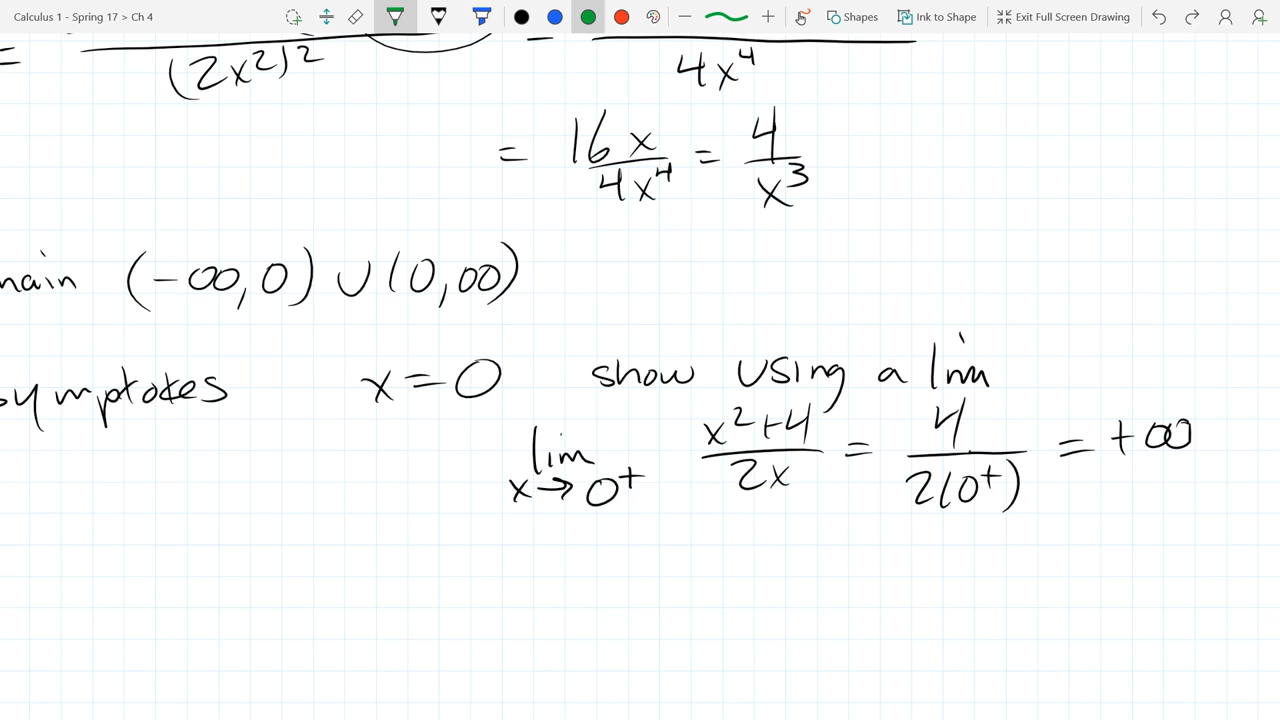 Calculus 1 - Spring 17 > Ch 4
Shapes
Ink to Shape
Exit Full Screen Drawing
= (2x²)² = 4x⁴
= 16x/4x⁴ = 4/x³
main (-∞,0) ∪ (0,∞)
symptotes x=0 show using a lim
lim x→0⁺ x²+4/2x = 4/2(0⁺) = +∞